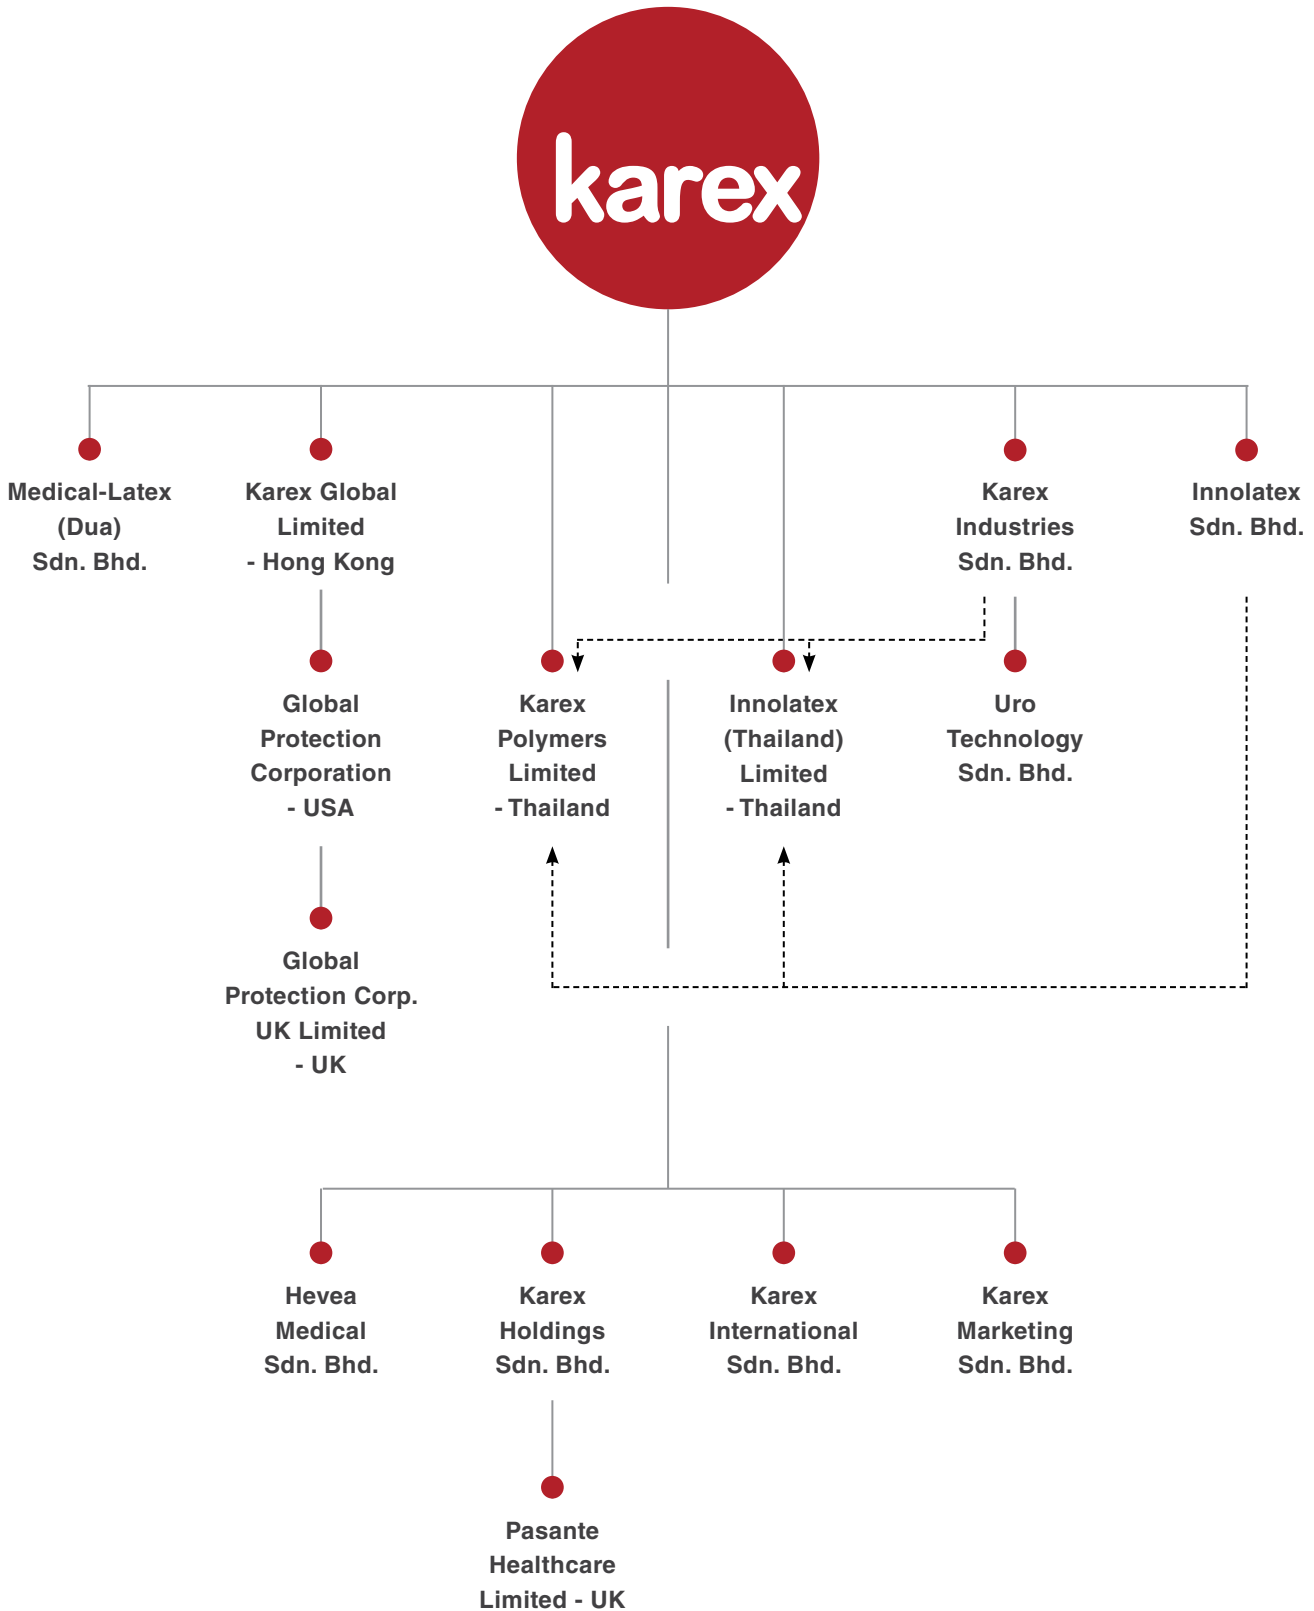 karex
Medical-Latex
(Dua)
Sdn. Bhd.
Karex Global
Limited
- Hong Kong
Karex
Industries
Sdn. Bhd.
Innolatex
Sdn. Bhd.
Global
Protection
Corporation
- USA
Karex
Polymers
Limited
- Thailand
Innolatex
(Thailand)
Limited
- Thailand
Uro
Technology
Sdn. Bhd.
Global
Protection Corp.
UK Limited
- UK
Hevea
Medical
Sdn. Bhd.
Karex
Holdings
Sdn. Bhd.
Karex
International
Sdn. Bhd.
Karex
Marketing
Sdn. Bhd.
Pasante
Healthcare
Limited - UK